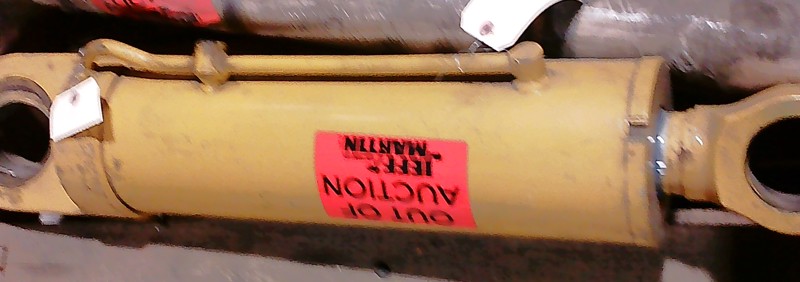 OUT OF
AUCTION
JEFF
MARTIN